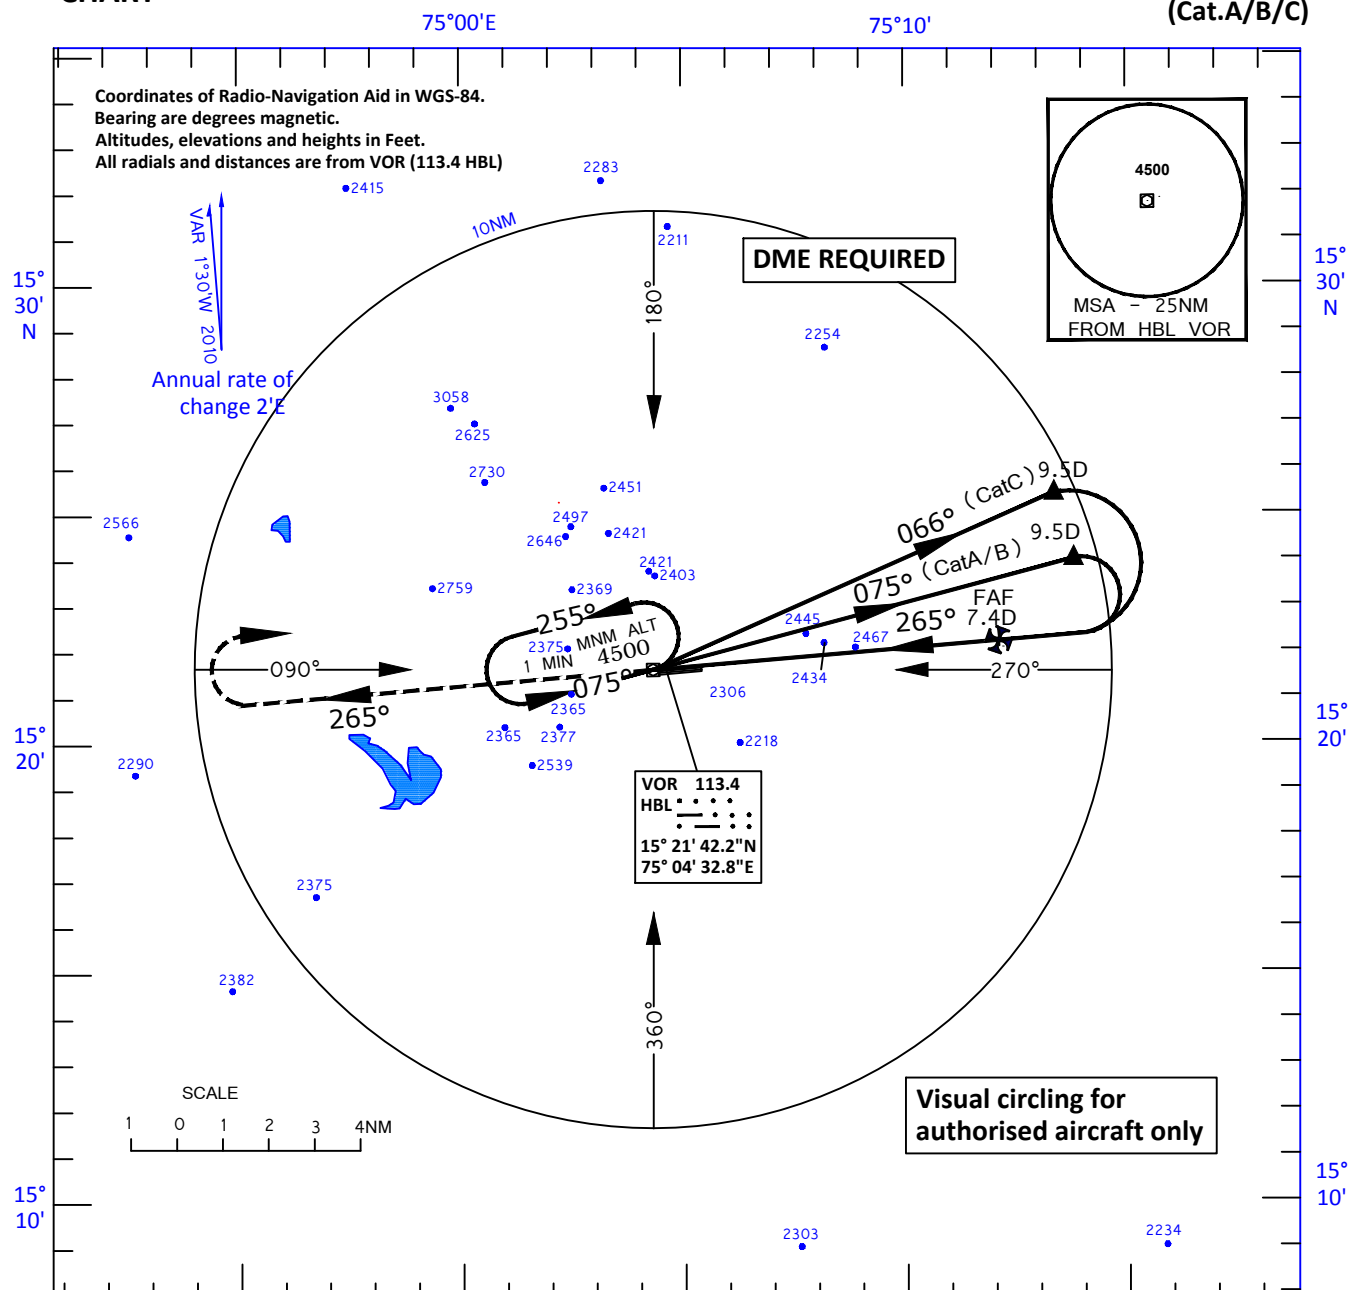 (Cat.A/B/C)
75°00'E
75°10'
Coordinates of Radio-Navigation Aid in WGS-84.
Bearing are degrees magnetic.
Altitudes, elevations and heights in Feet.
All radials and distances are from VOR (113.4 HBL)
4500
MSA - 25NM
FROM HBL VOR
2283
2415
10NM
2211
VAR 1°30'W 2010
DME REQUIRED
15°
30'
N
15°
30'
N
180°
2254
Annual rate of
change 2'E
3058
2625
2730
2451
9.5D
066° (CatC)
2497
2566
2646
2421
9.5D
075° (CatA/B)
2421
2403
2759
2369
FAF
7.4D
255°
2445
265°
2467
2375
MNM ALT
1 MIN
4500
090°
270°
2434
075°
2306
265°
2365
2365
2377
2218
15°
20'
15°
20'
2539
2290
VOR 113.4
HBL
15° 21' 42.2"N
75° 04' 32.8"E
2375
2382
360°
SCALE
1 0 1 2 3 4NM
Visual circling for
authorised aircraft only
15°
10'
15°
10'
2303
2234